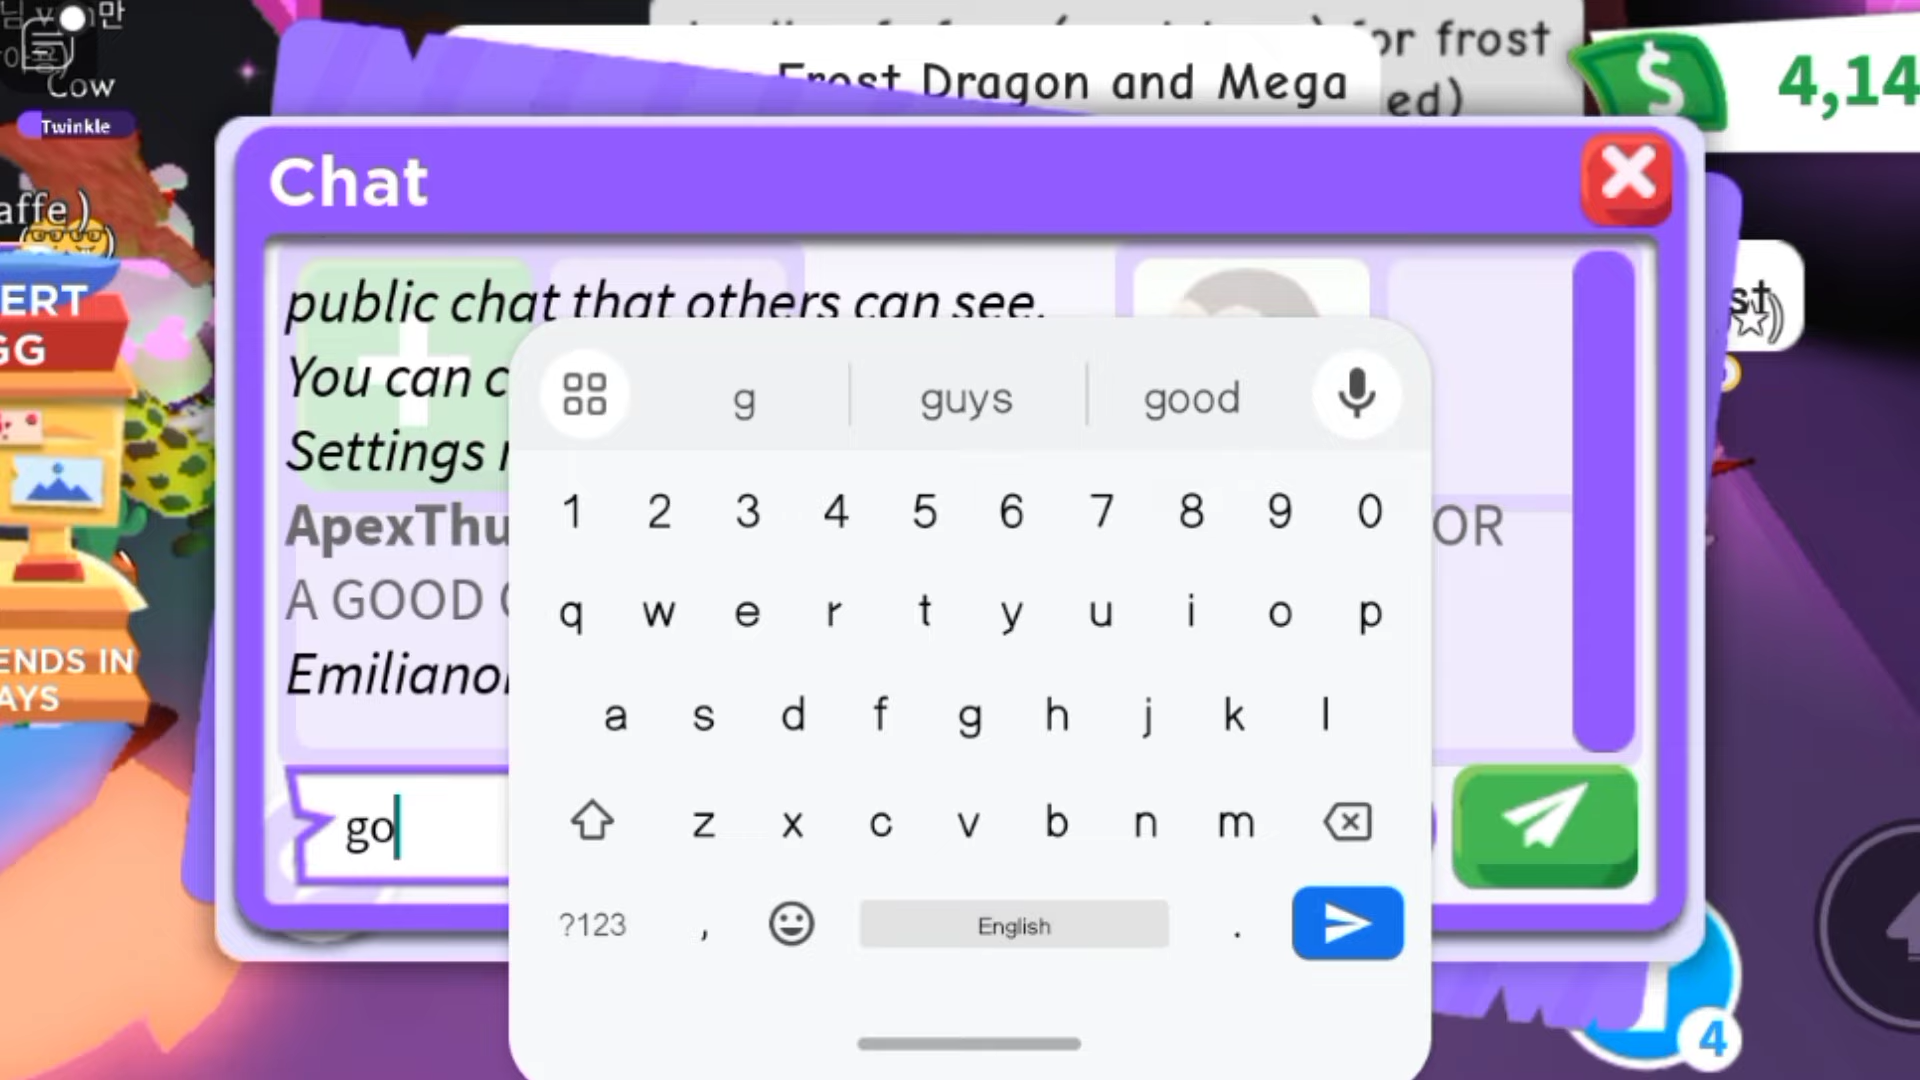 만
Cow
Twinkle
affe )
ERT
GG
ENDS IN
AYS
or frost
Frost Dragon and Mega
ed)
4,14
Chat
public chat that others can see.
You can c
Settings
ApexThu
OR
A GOOD
Emiliano
go
g
guys
good
1 2 3 4 5 6 7 8 9 0
q w e r t y u i o p
a s d f g h j k l
z x c v b n m
?123 , English .
st
4